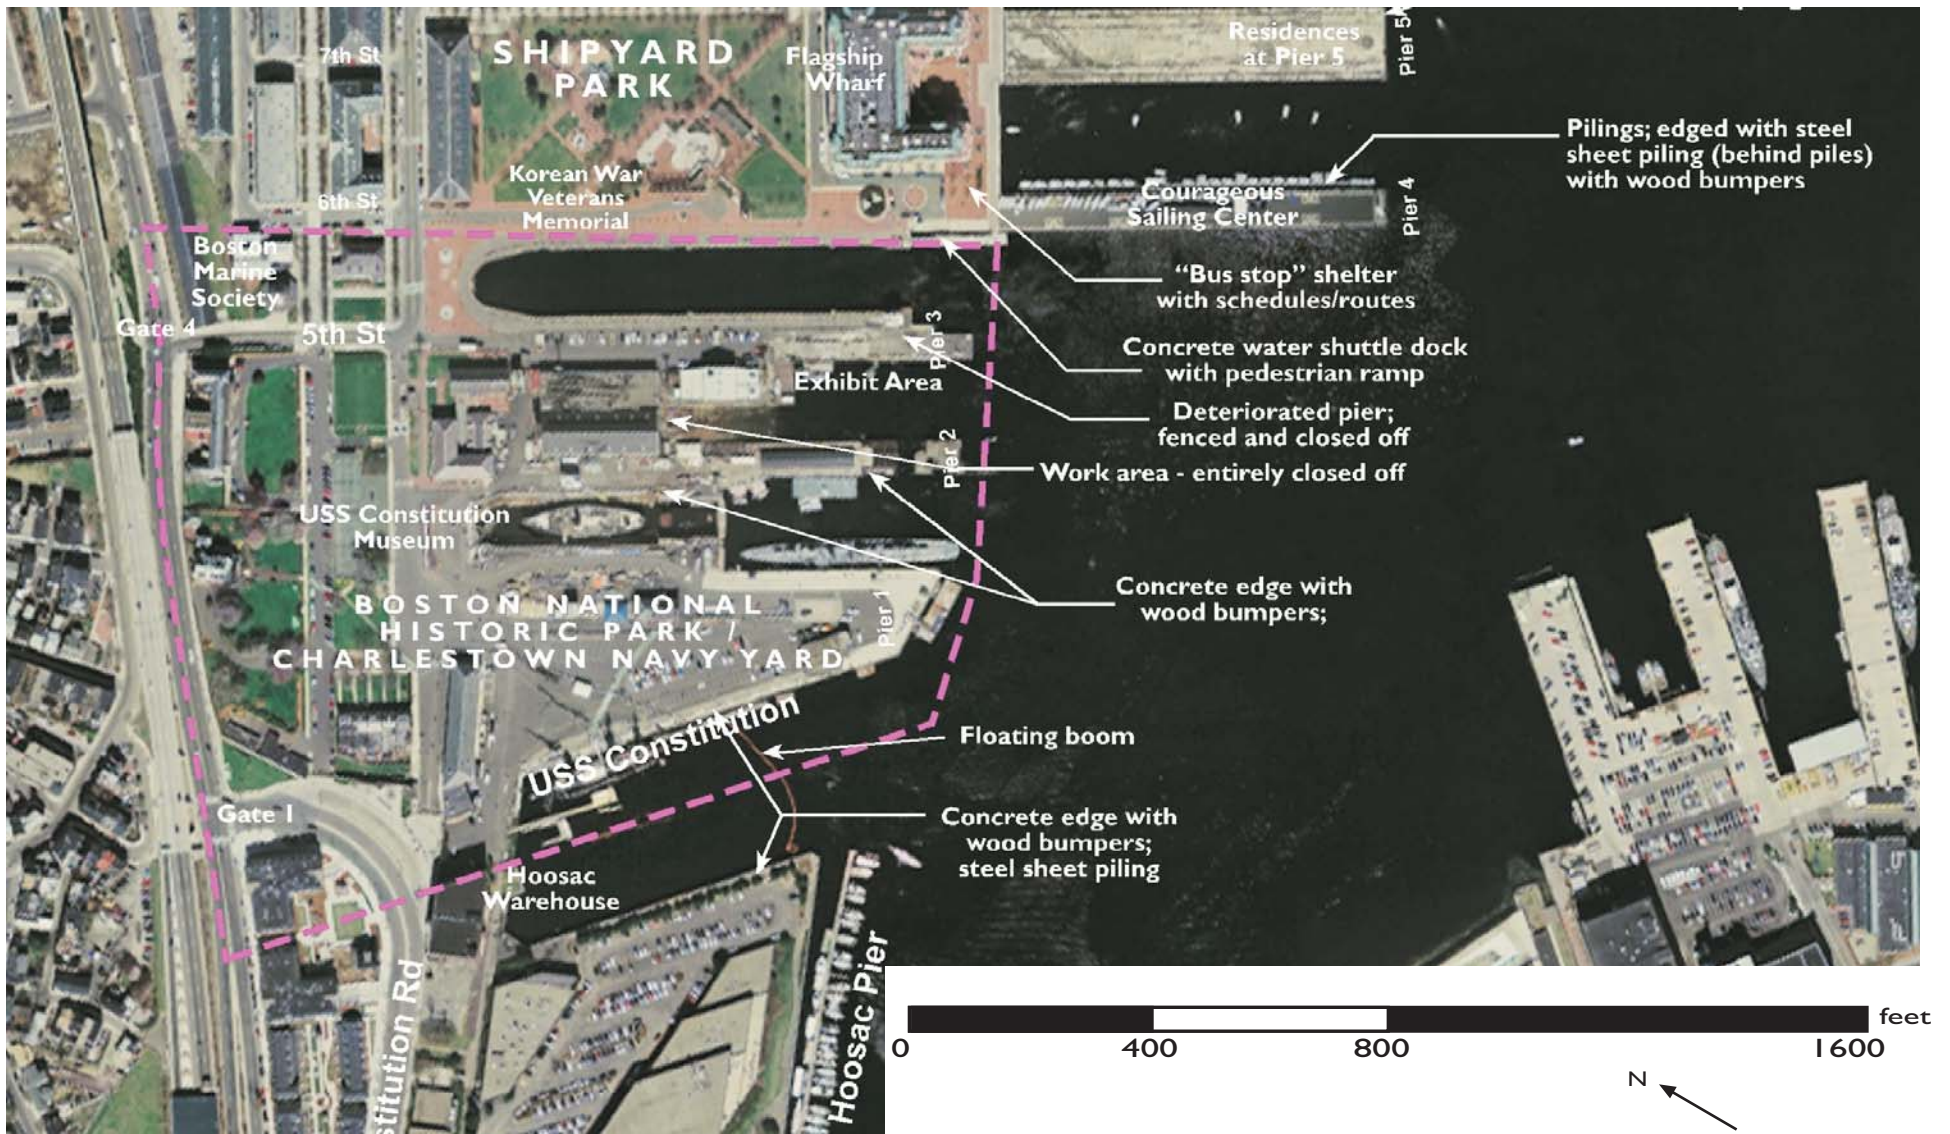 SHIPYARD
PARK
Flagship
Wharf
Residences
at Pier 5
Pier 5
7th St
6th St
Korean War
Veterans
Memorial
Courageous
Sailing Center
Pier 4
Pilings; edged with steel
sheet piling (behind piles)
with wood bumpers
Boston
Marine
Society
Gate 4
5th St
Pier 3
Exhibit Area
"Bus stop" shelter
with schedules/routes
Concrete water shuttle dock
with pedestrian ramp
Deteriorated pier;
fenced and closed off
Pier 2
Work area - entirely closed off
USS Constitution
Museum
Concrete edge with
wood bumpers;
BOSTON NATIONAL
HISTORIC PARK /
CHARLESTOWN NAVY YARD
Pier 1
USS Constitution
Floating boom
Gate 1
Concrete edge with
wood bumpers;
steel sheet piling
Hoosac
Warehouse
Hoosac Pier
stitution Rd
feet
0 400 800 1600
N